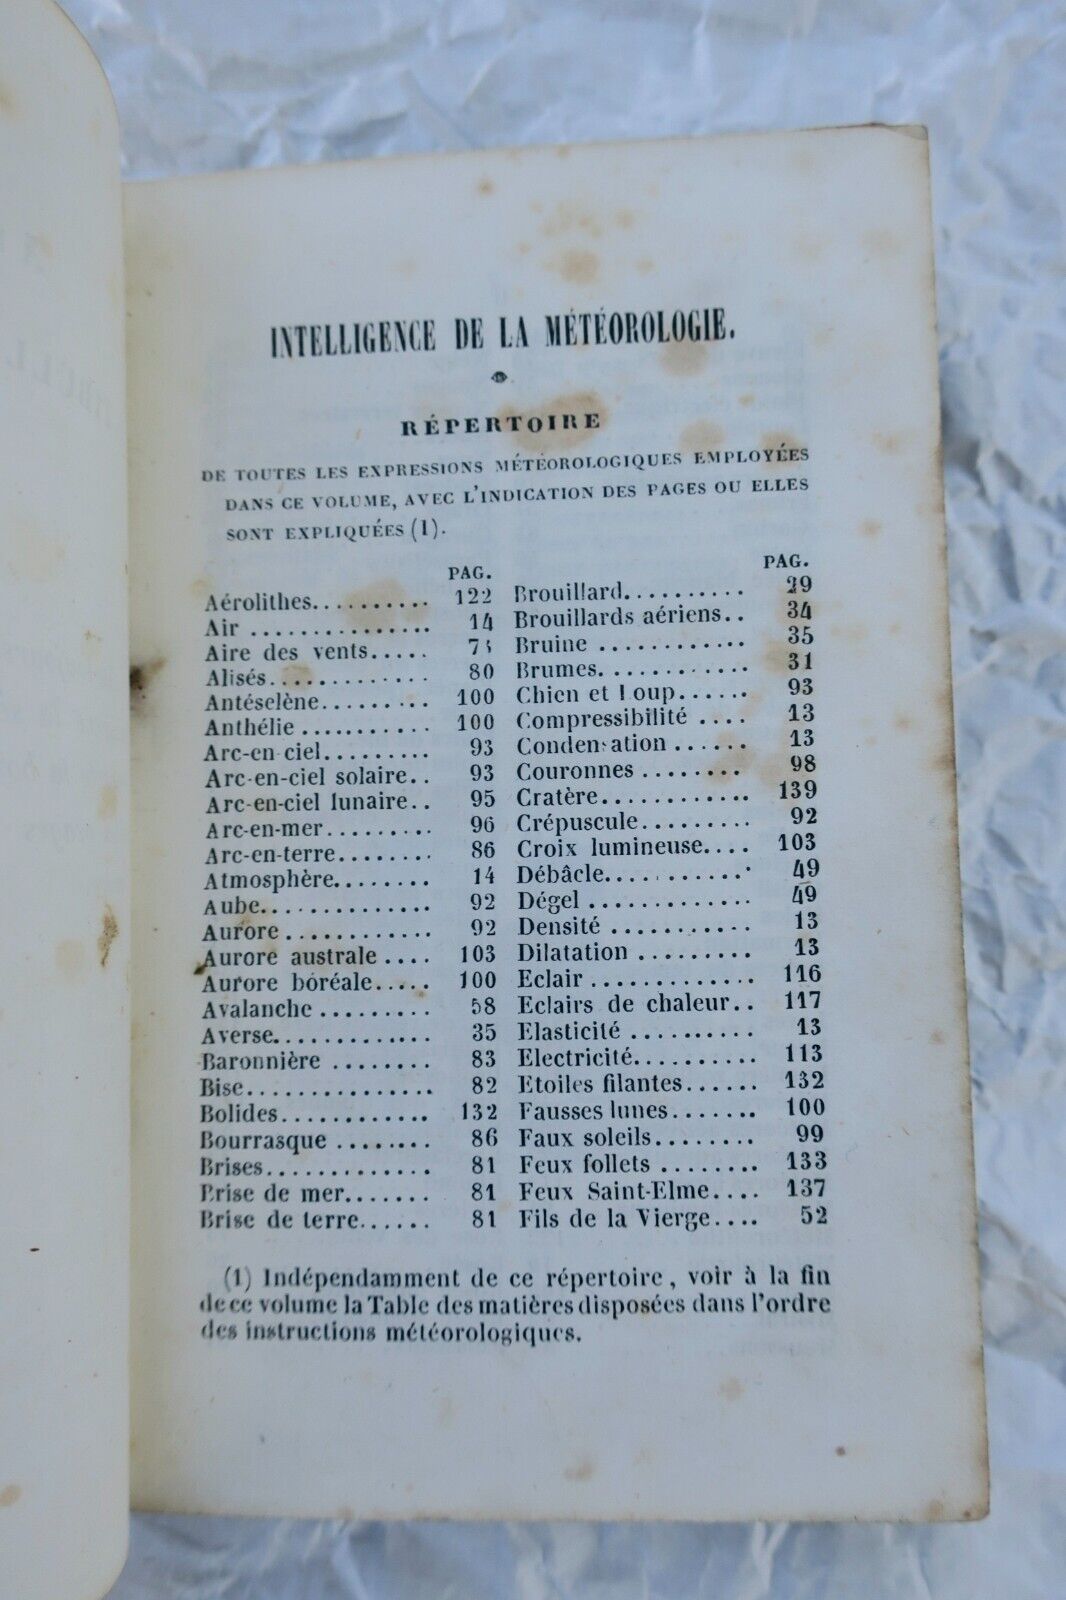 INTELLIGENCE DE LA MÉTÉOROLOGIE.
RÉPERTOIRE
DE TOUTES LES EXPRESSIONS MÉTÉOROLOGIQUES EMPLOYÉES
DANS CE VOLUME, AVEC L'INDICATION DES PAGES OU ELLES
SONT EXPLIQUÉES (1).
PAG.
Aérolithes.......... 122
Air ............... 14
Aire des vents.....
Alisés............. 80
Antéselène......... 100
Anthélie ........... 100
Arc-en ciel......... 93
Arc-en-ciel solaire.. 93
Arc-en-ciel lunaire.. 95
Arc-en-mer......... 96
Arc-en-terre........ 86
Atmosphère........ 14
Aube.............. 92
Aurore ............ 92
Aurore australe .... 103
Aurore boréale..... 100
Avalanche ......... 58
Averse............. 35
Baronnière ........ 83
Bise............... 82
Bolides............ 132
Bourrasque ........ 86
Brises............. 81
Brise de mer....... 81
Brise de terre...... 81
PAG.
Brouillard.......... 29
Brouillards aériens.. 34
Bruine ............ 35
Brumes............ 31
Chien et Loup...... 93
Compressibilité .... 13
Condensation ...... 13
Couronnes ........ 98
Cratère............ 139
Crépuscule......... 92
Croix lumineuse.... 103
Débâcle........... 49
Dégel ............. 49
Densité ........... 13
Dilatation ......... 13
Eclair ............. 116
Eclairs de chaleur.. 117
Elasticité .......... 13
Electricité.......... 113
Etoiles filantes...... 132
Fausses lunes....... 100
Faux soleils........ 99
Feux follets ........ 133
Feux Saint-Elme.... 137
Fils de la Vierge.... 52
(1) Indépendamment de ce répertoire, voir à la fin
de ce volume la Table des matières disposées dans l'ordre
des instructions météorologiques.